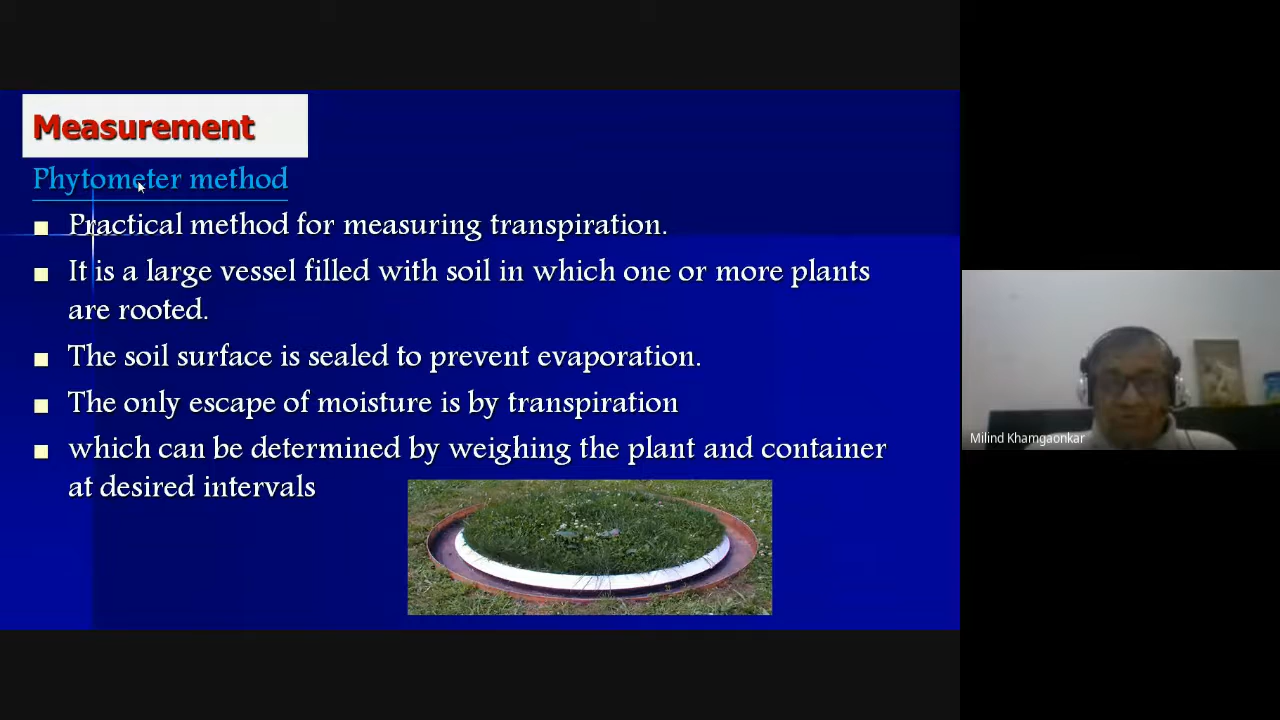 Measurement
Phytometer method
Practical method for measuring transpiration.
It is a large vessel filled with soil in which one or more plants
are rooted.
The soil surface is sealed to prevent evaporation.
The only escape of moisture is by transpiration
which can be determined by weighing the plant and container
at desired intervals
Milind Khamgaonkar